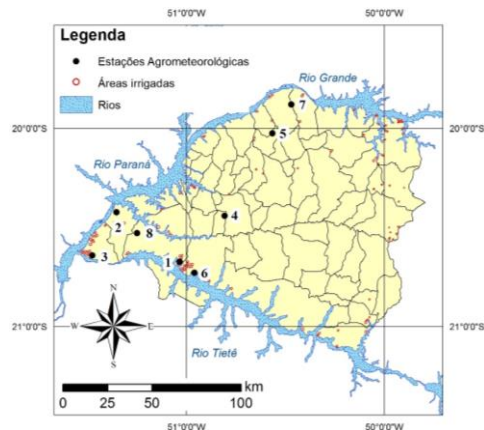 51°0'0"W 50°0'0"W
Legenda
Estações Agrometeorológicas
Áreas irrigadas
Rios
Rio Grande
7
20°0'0"S 20°0'0"S
5
Rio Paraná
2 4
8
3 1 6
N
W E
S
21°0'0"S 21°0'0"S
Rio Tietê
km
0 25 50 100
51°0'0"W 50°0'0"W